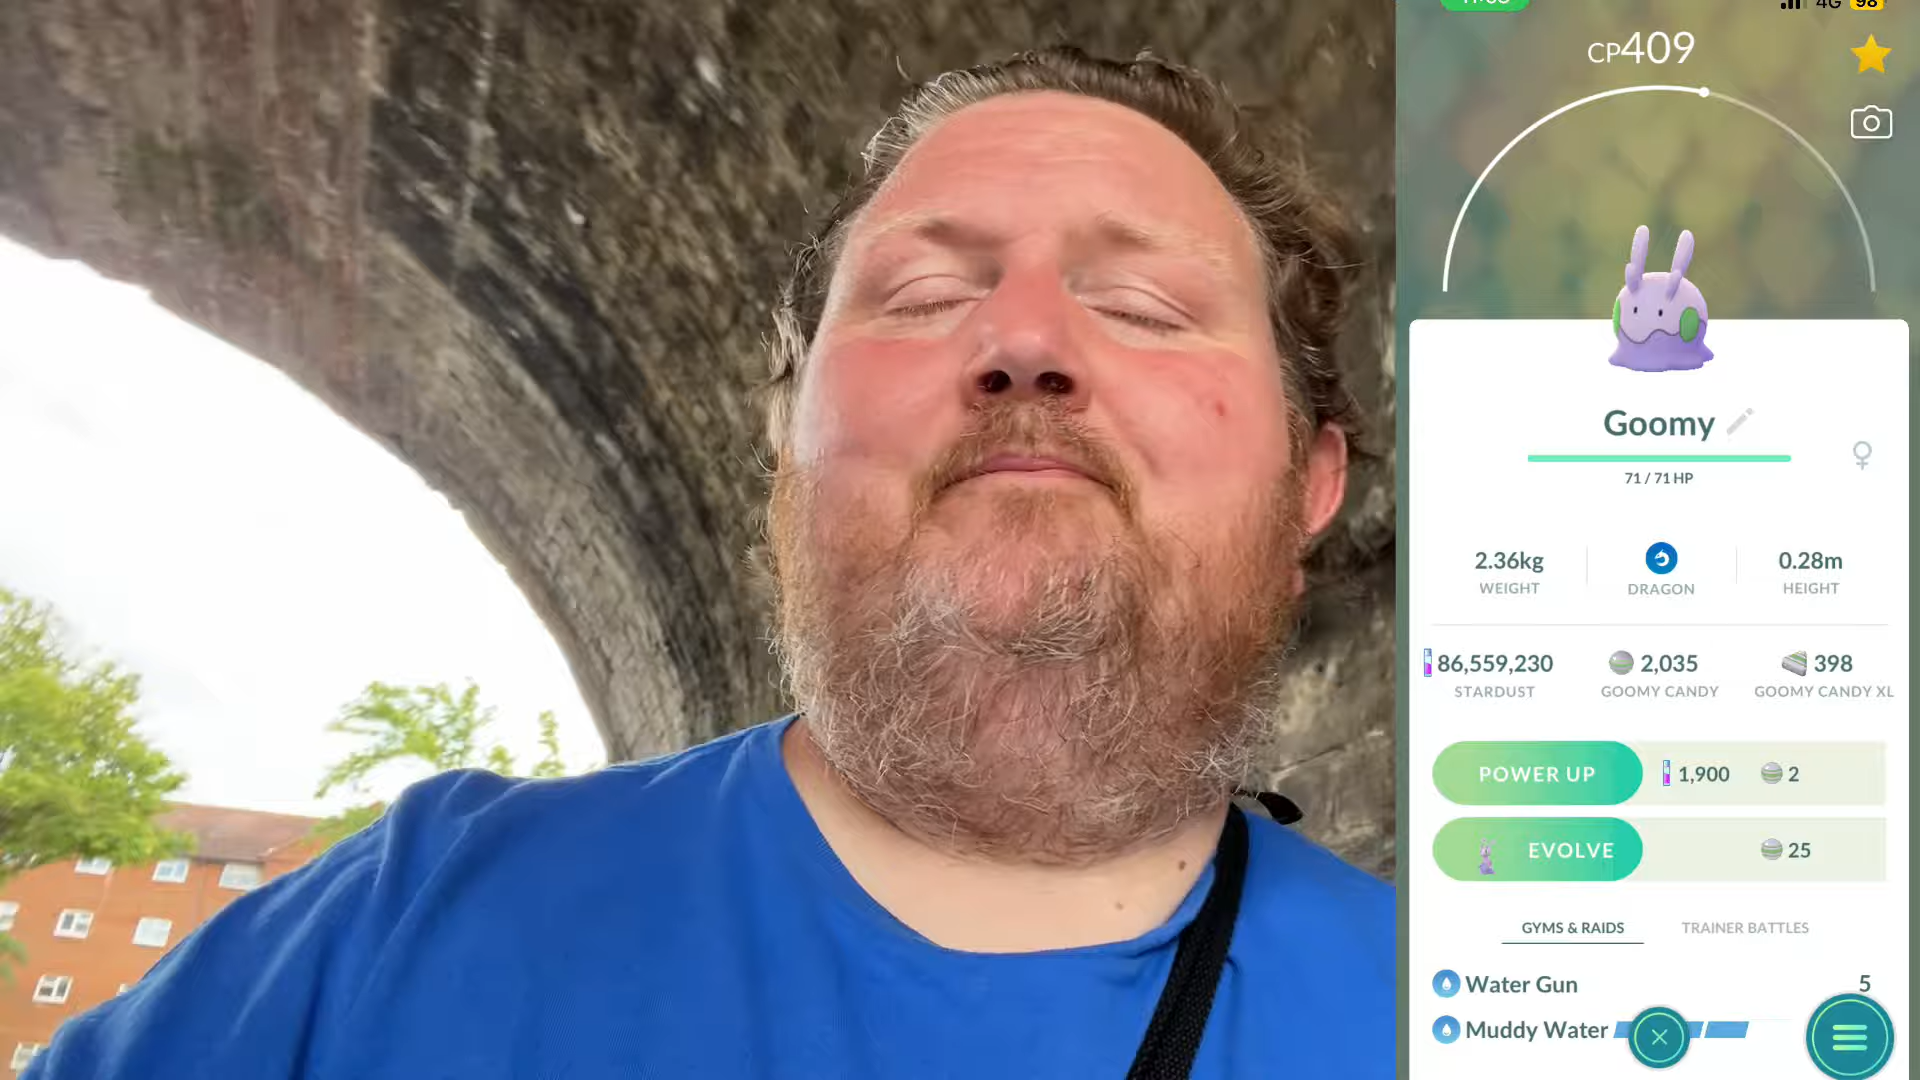 4G 98
CP409
Goomy
71 / 71 HP
2.36kg
WEIGHT
DRAGON
0.28m
HEIGHT
86,559,230
STARDUST
2,035
GOOMY CANDY
398
GOOMY CANDY XL
POWER UP 1,900 2
EVOLVE 25
GYMS & RAIDS TRAINER BATTLES
Water Gun 5
Muddy Water